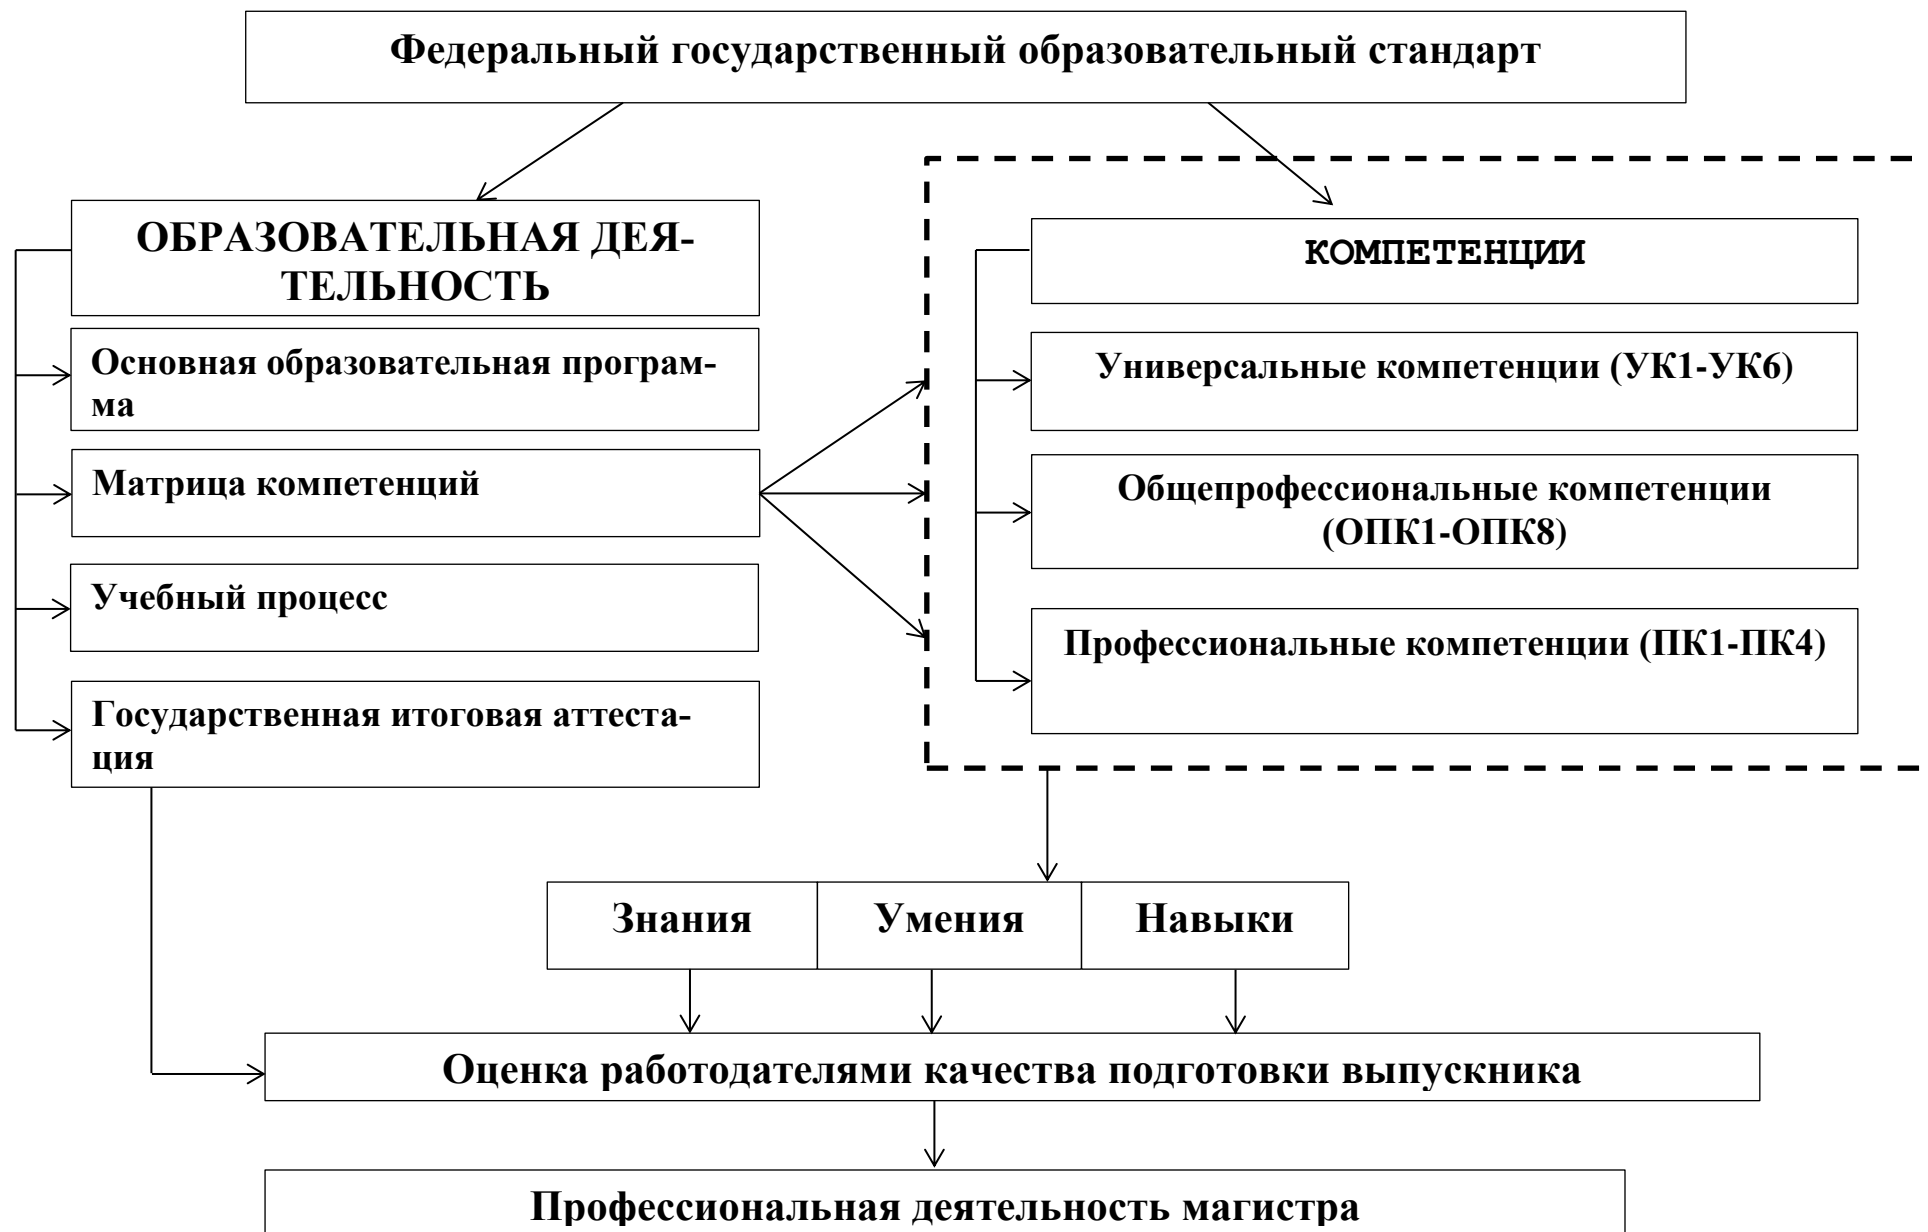 Федеральный государственный образовательный стандарт
ОБРАЗОВАТЕЛЬНАЯ ДЕЯ-
ТЕЛЬНОСТЬ
Основная образовательная програм-
ма
Матрица компетенций
Учебный процесс
Государственная итоговая аттеста-
ция
КОМПЕТЕНЦИИ
Универсальные компетенции (УК1-УК6)
Общепрофессиональные компетенции
(ОПК1-ОПК8)
Профессиональные компетенции (ПК1-ПК4)
Знания
Умения
Навыки
Оценка работодателями качества подготовки выпускника
Профессиональная деятельность магистра